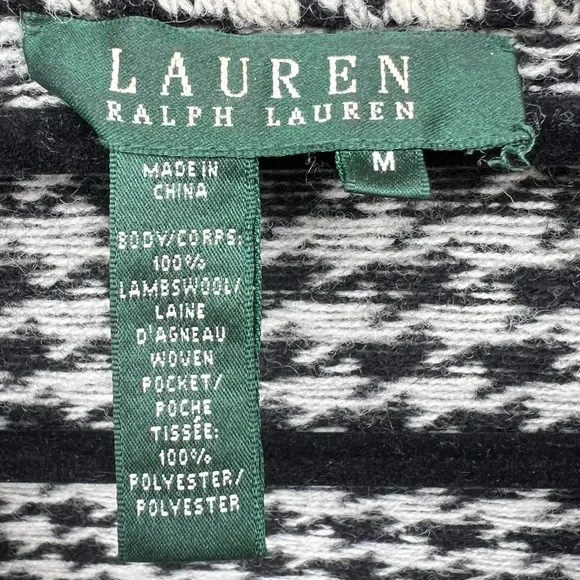 LAUREN
RALPH LAUREN
M
MADE IN
CHINA
BODY/CORPS:
100%
LAMBSWOOL/
LAINE
D'AGNEAU
WOVEN
POCKET/
POCHE
TISSÉE:
100%
POLYESTER/
POLYESTER